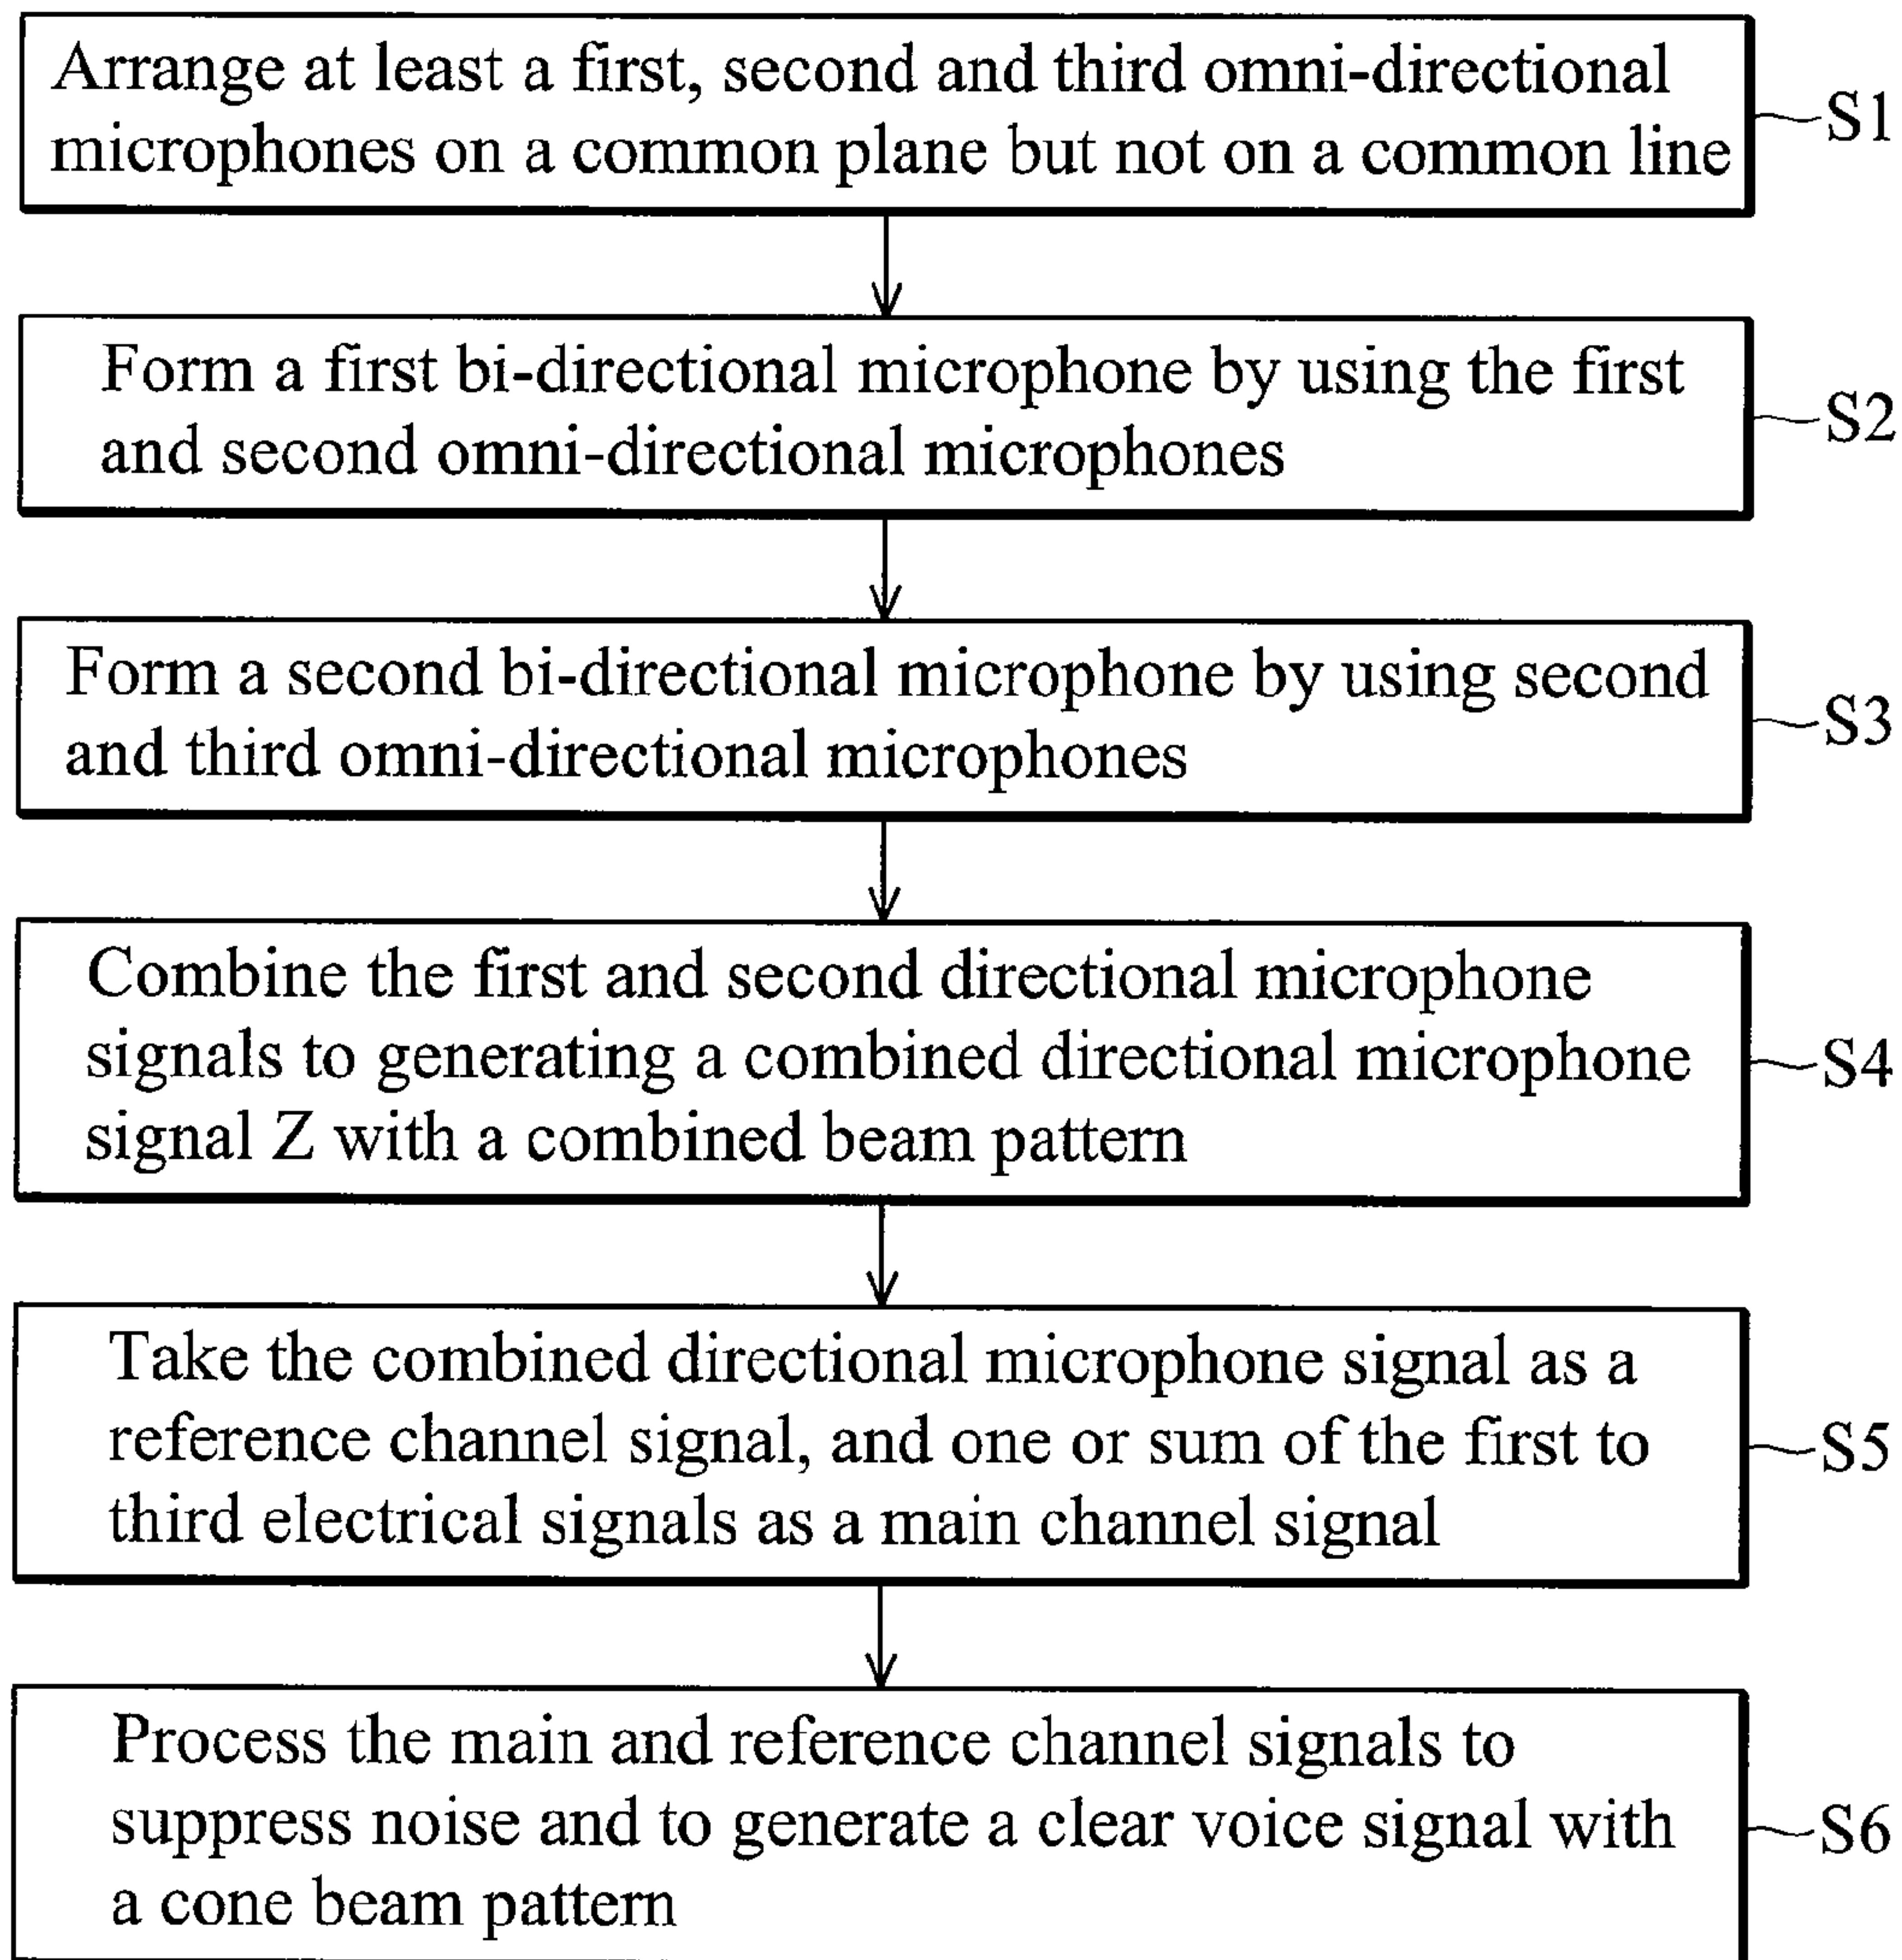 Arrange at least a first, second and third omni-directional
microphones on a common plane but not on a common line
S1
Form a first bi-directional microphone by using the first
and second omni-directional microphones
S2
Form a second bi-directional microphone by using second
and third omni-directional microphones
S3
Combine the first and second directional microphone
signals to generating a combined directional microphone
signal Z with a combined beam pattern
S4
Take the combined directional microphone signal as a
reference channel signal, and one or sum of the first to
third electrical signals as a main channel signal
S5
Process the main and reference channel signals to
suppress noise and to generate a clear voice signal with
a cone beam pattern
S6